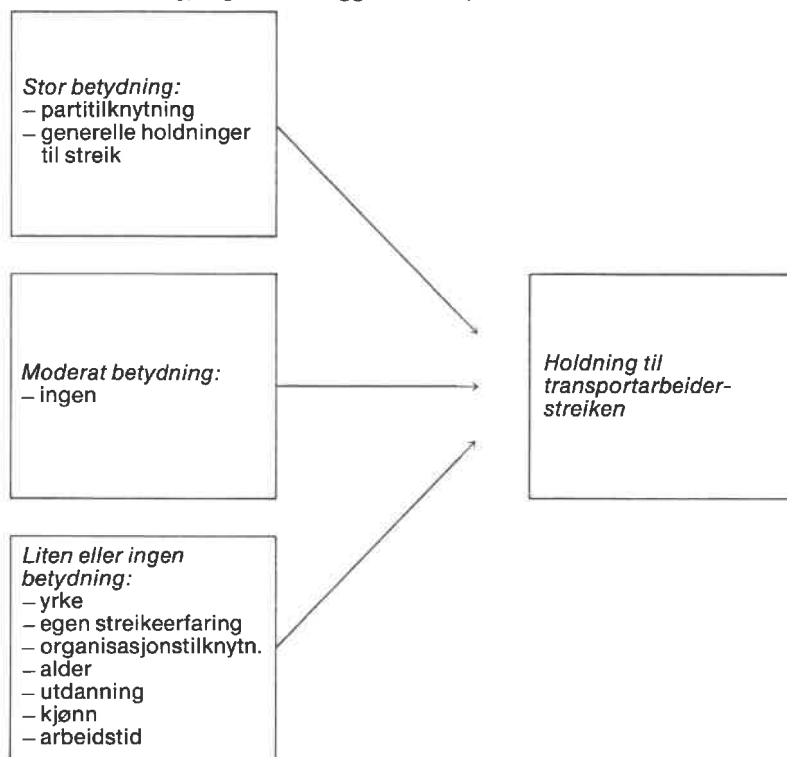 Stor betydning:
– partitilknytning
– generelle holdninger
til streik
Moderat betydning:
– ingen
Holdning til
transportarbeider-
streiken
Liten eller ingen
betydning:
– yrke
– egen streikeerfaring
– organisasjonstilknytn.
– alder
– utdanning
– kjønn
– arbeidstid